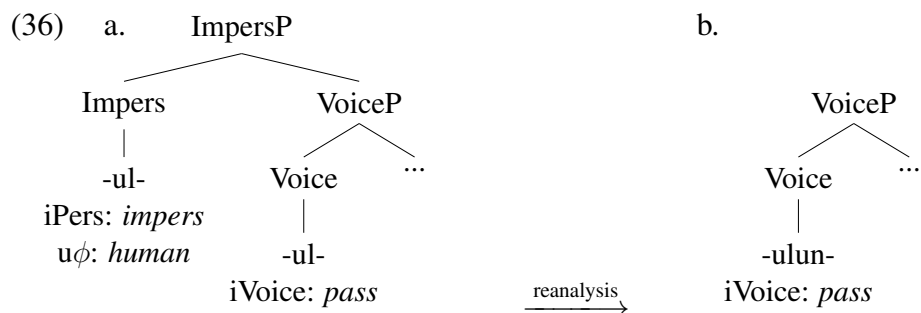 (36) a. ImpersP b.
Impers VoiceP VoiceP
-ul- Voice ... Voice ...
iPers: impers
uϕ: human -ul- -ulun-
iVoice: pass reanalysis iVoice: pass